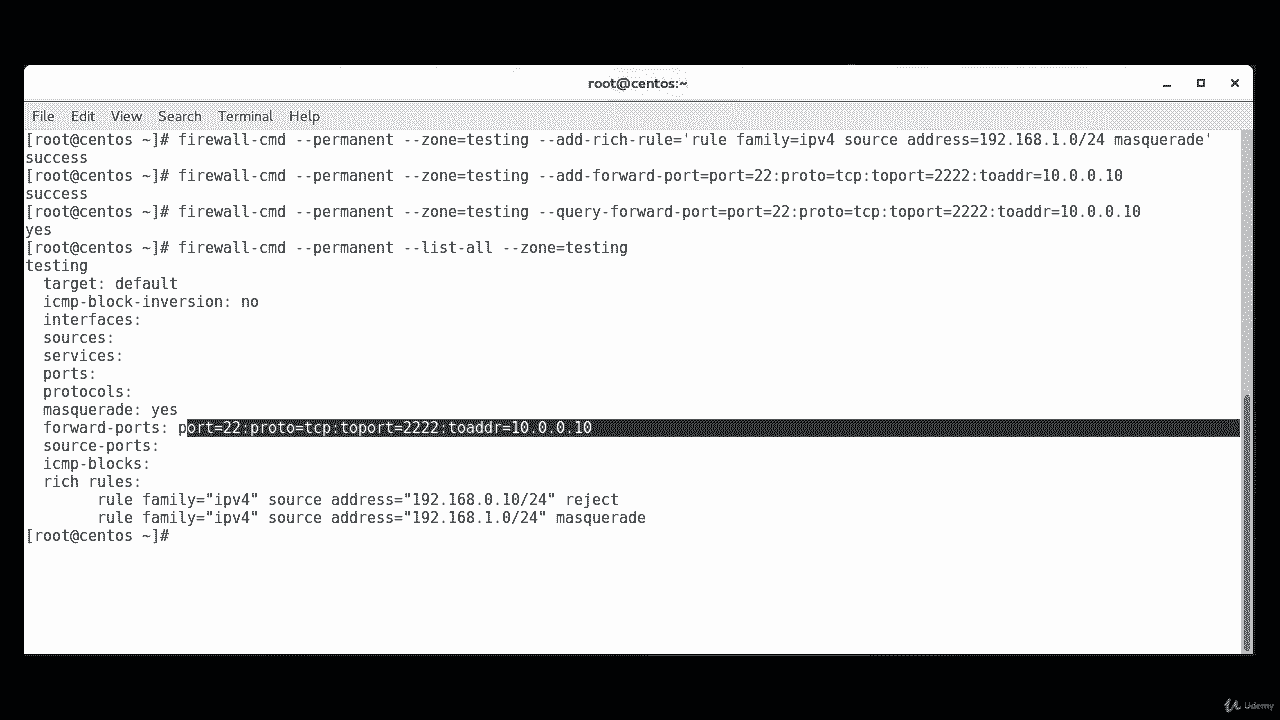 root@centos:~
File Edit View Search Terminal Help
[root@centos ~]# firewall-cmd --permanent --zone=testing --add-rich-rule='rule family=ipv4 source address=192.168.1.0/24 masquerade'
success
[root@centos ~]# firewall-cmd --permanent --zone=testing --add-forward-port=port=22:proto=tcp:toport=2222:toaddr=10.0.0.10
success
[root@centos ~]# firewall-cmd --permanent --zone=testing --query-forward-port=port=22:proto=tcp:toport=2222:toaddr=10.0.0.10
yes
[root@centos ~]# firewall-cmd --permanent --list-all --zone=testing
testing
  target: default
  icmp-block-inversion: no
  interfaces:
  sources:
  services:
  ports:
  protocols:
  masquerade: yes
  forward-ports: port=22:proto=tcp:toport=2222:toaddr=10.0.0.10
  source-ports:
  icmp-blocks:
  rich rules:
        rule family="ipv4" source address="192.168.0.10/24" reject
        rule family="ipv4" source address="192.168.1.0/24" masquerade
[root@centos ~]#
Udemy